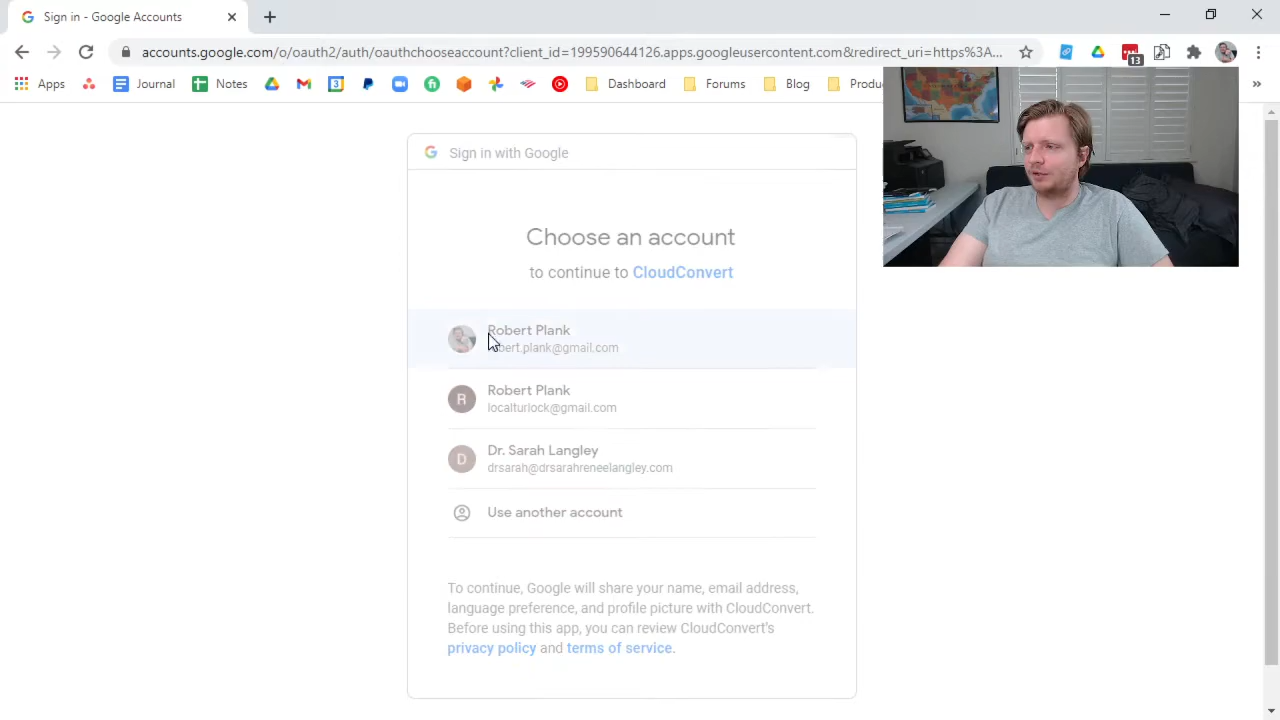 Sign in - Google Accounts
accounts.google.com/o/oauth2/auth/oauthchooseaccount?client_id=199590644126.apps.googleusercontent.com&redirect_uri=https%3A...
13
Apps
Journal
Notes
Dashboard
Forums
Blog
Produ
»
Sign in with Google
Choose an account
to continue to CloudConvert
Robert Plank
bert.plank@gmail.com
R
Robert Plank
localturlock@gmail.com
D
Dr. Sarah Langley
drsarah@drsarahreneelangley.com
Use another account
To continue, Google will share your name, email address,
language preference, and profile picture with CloudConvert.
Before using this app, you can review CloudConvert's
privacy policy and terms of service.